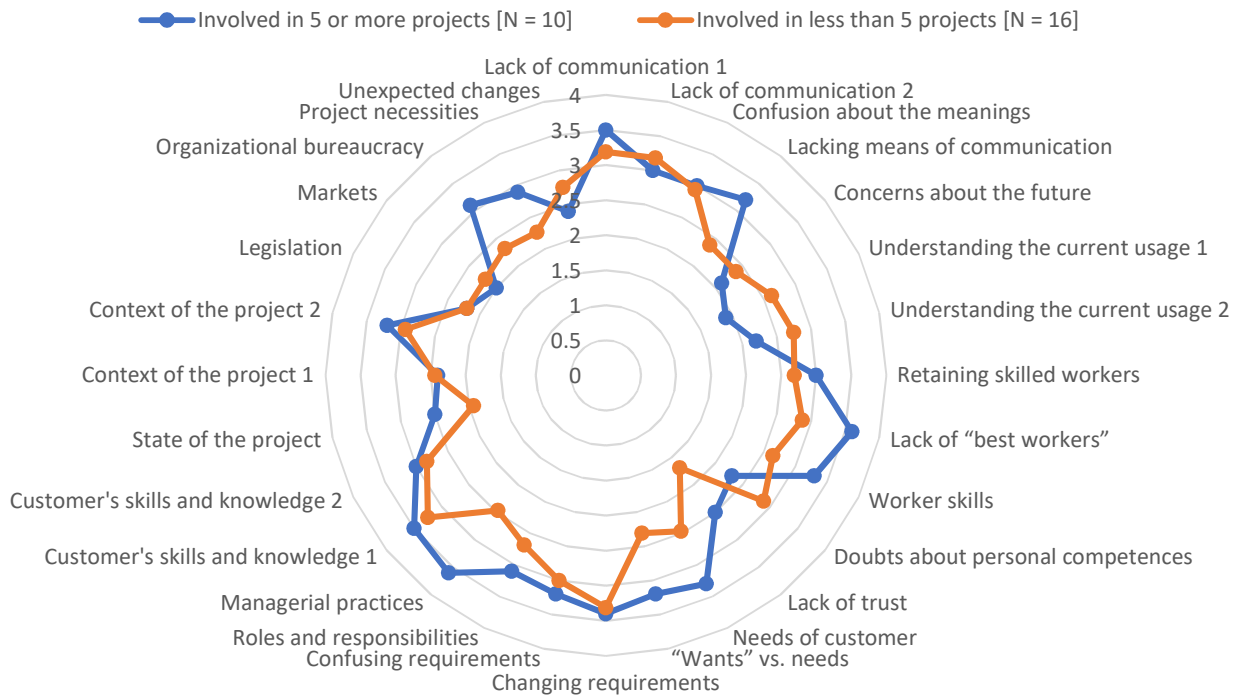 Involved in 5 or more projects [N = 10]
Involved in less than 5 projects [N = 16]
Lack of communication 1
Lack of communication 2
Confusion about the meanings
Lacking means of communication
Concerns about the future
Understanding the current usage 1
Understanding the current usage 2
Retaining skilled workers
Lack of “best workers”
Worker skills
Doubts about personal competences
Lack of trust
Needs of customer
“Wants” vs. needs
Changing requirements
Confusing requirements
Roles and responsibilities
Managerial practices
Customer's skills and knowledge 1
Customer's skills and knowledge 2
State of the project
Context of the project 1
Context of the project 2
Legislation
Markets
Organizational bureaucracy
Project necessities
Unexpected changes
4
3.5
3
2.5
2
1.5
1
0.5
0